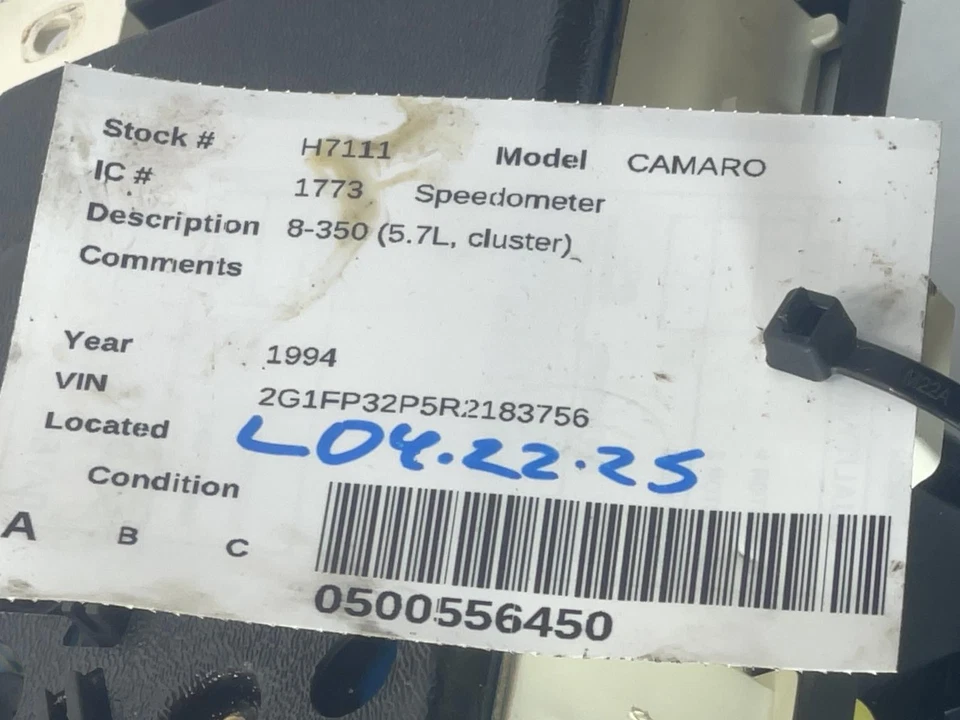 Stock # H7111 Model CAMARO
IC # 1773 Speedometer
Description 8-350 (5.7L, cluster)
Comments
Year 1994
VIN 2G1FP32P5R2183756
Located L04.22.25
Condition
A B C
0500556450